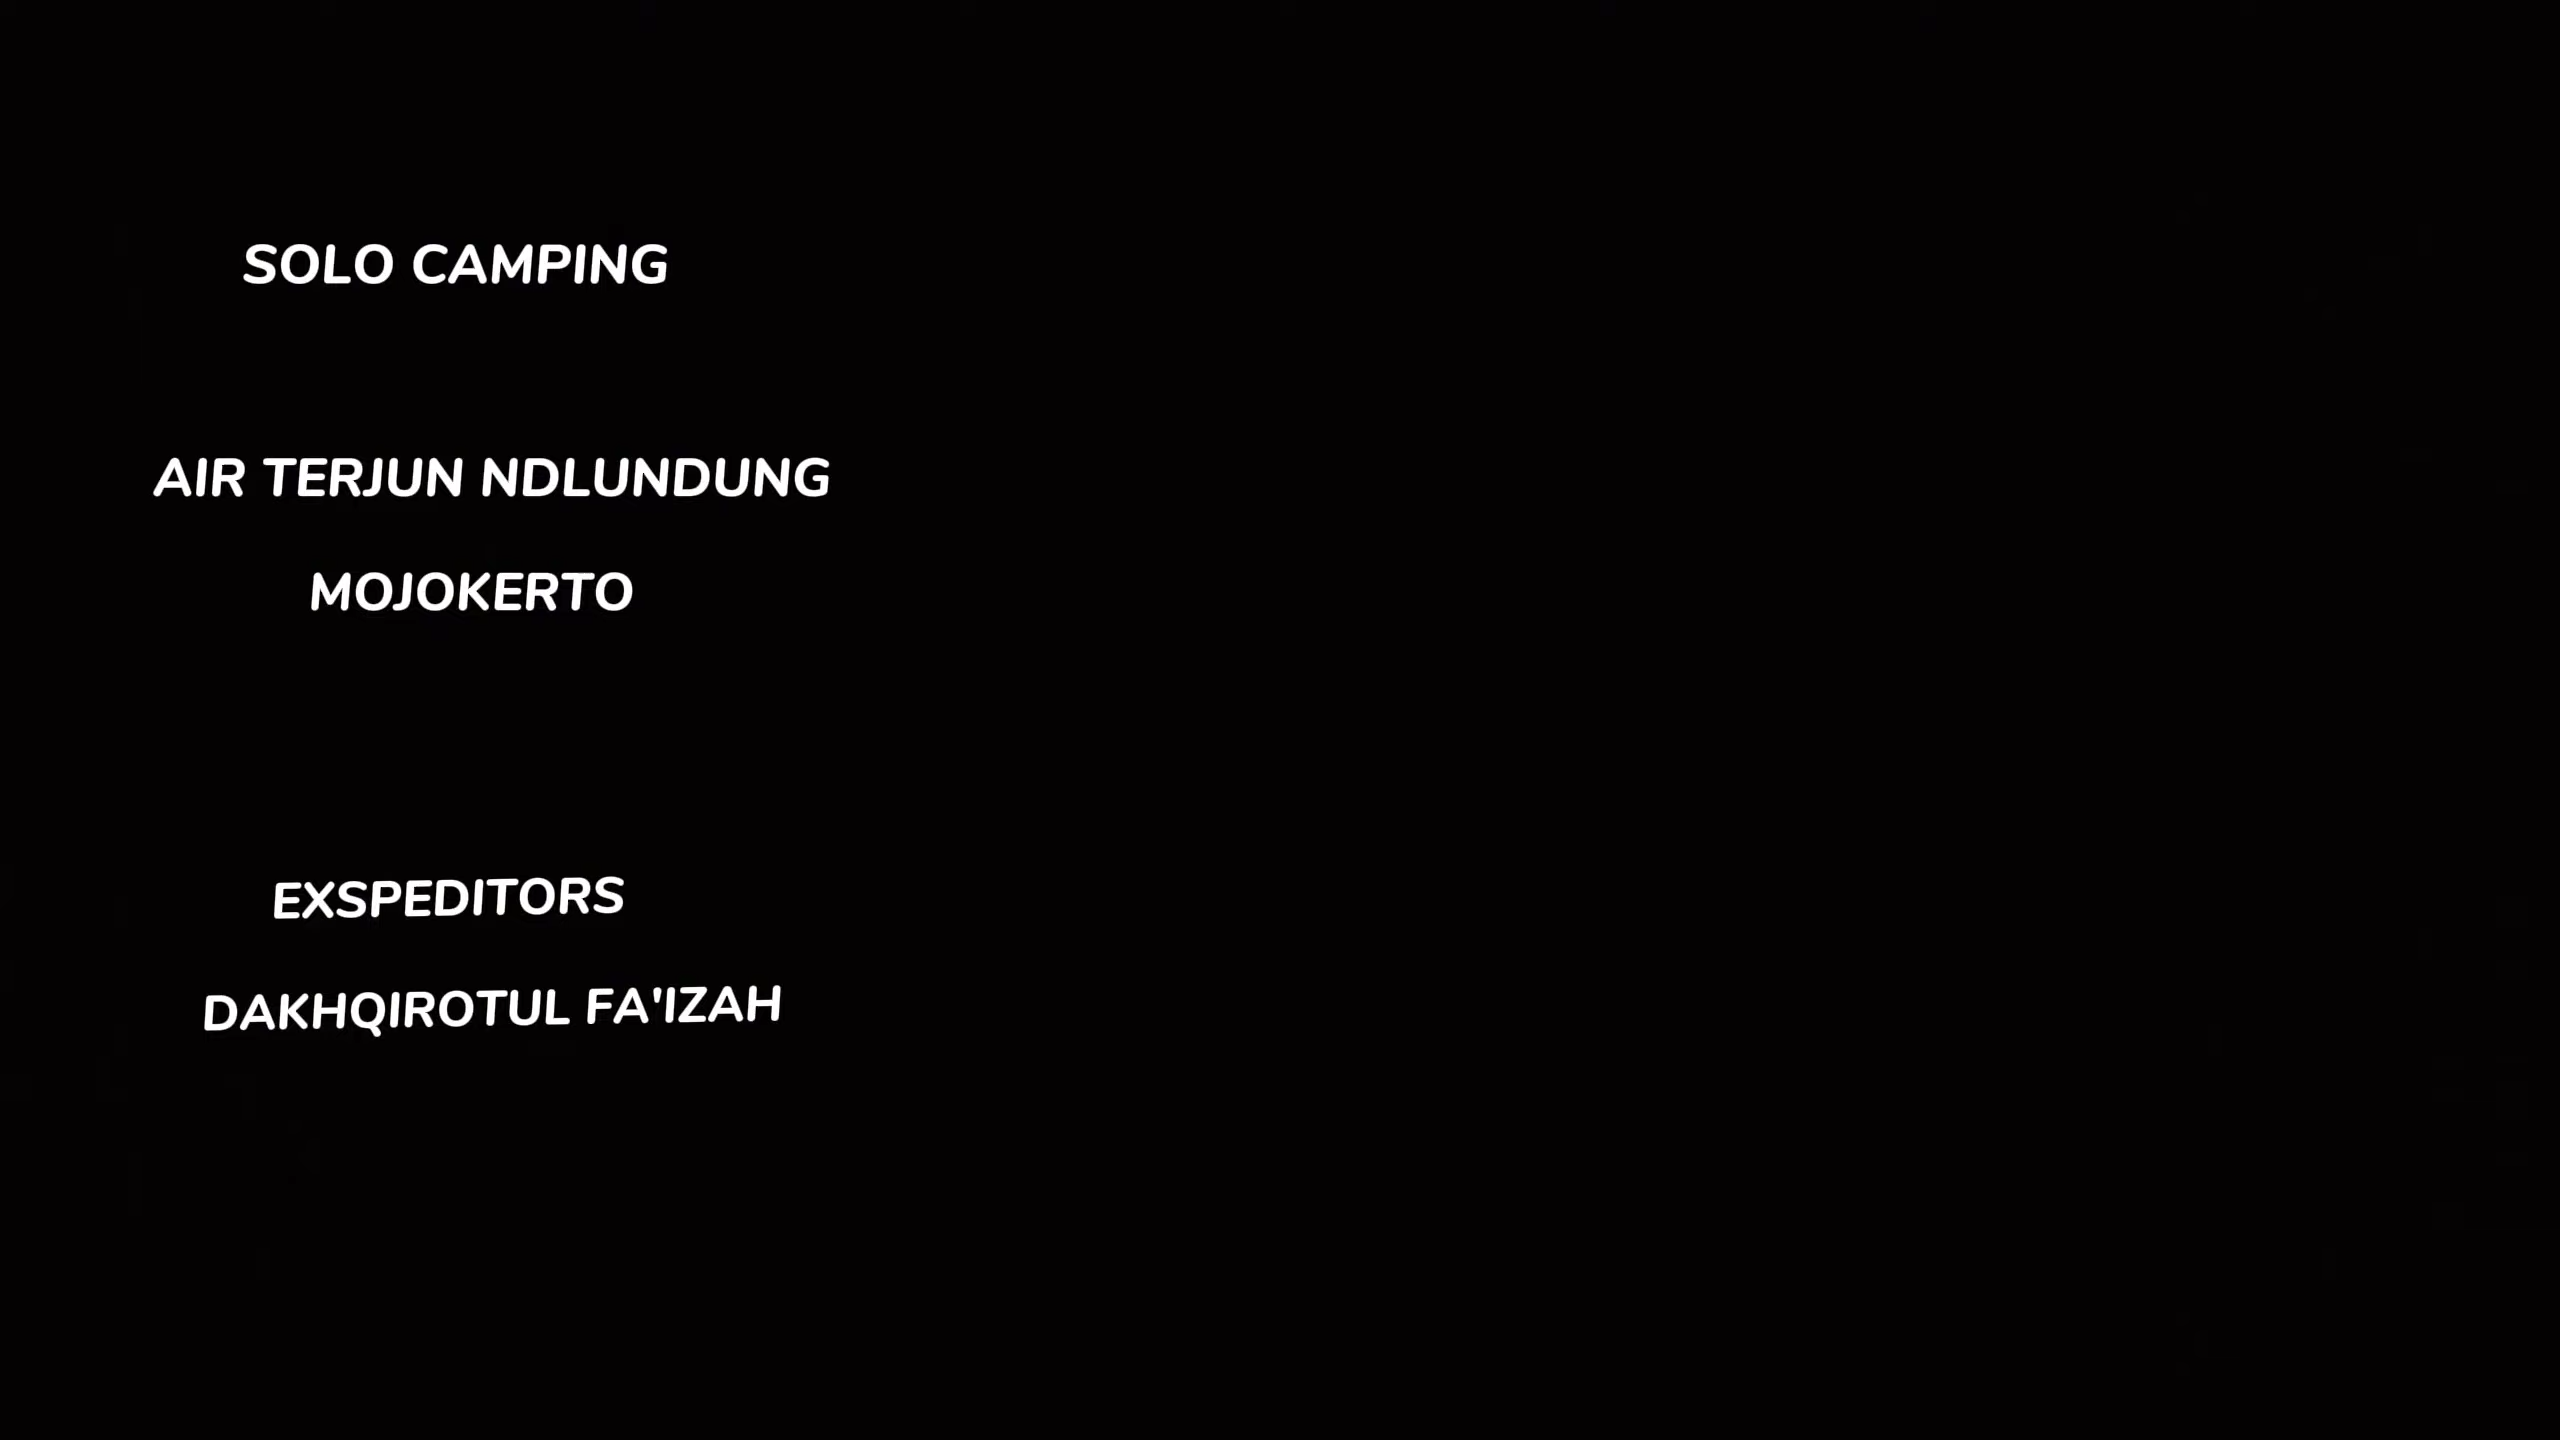 SOLO CAMPING
AIR TERJUN NDLUNDUNG
MOJOKERTO
EXSPEDITORS
DAKHQIROTUL FA'IZAH